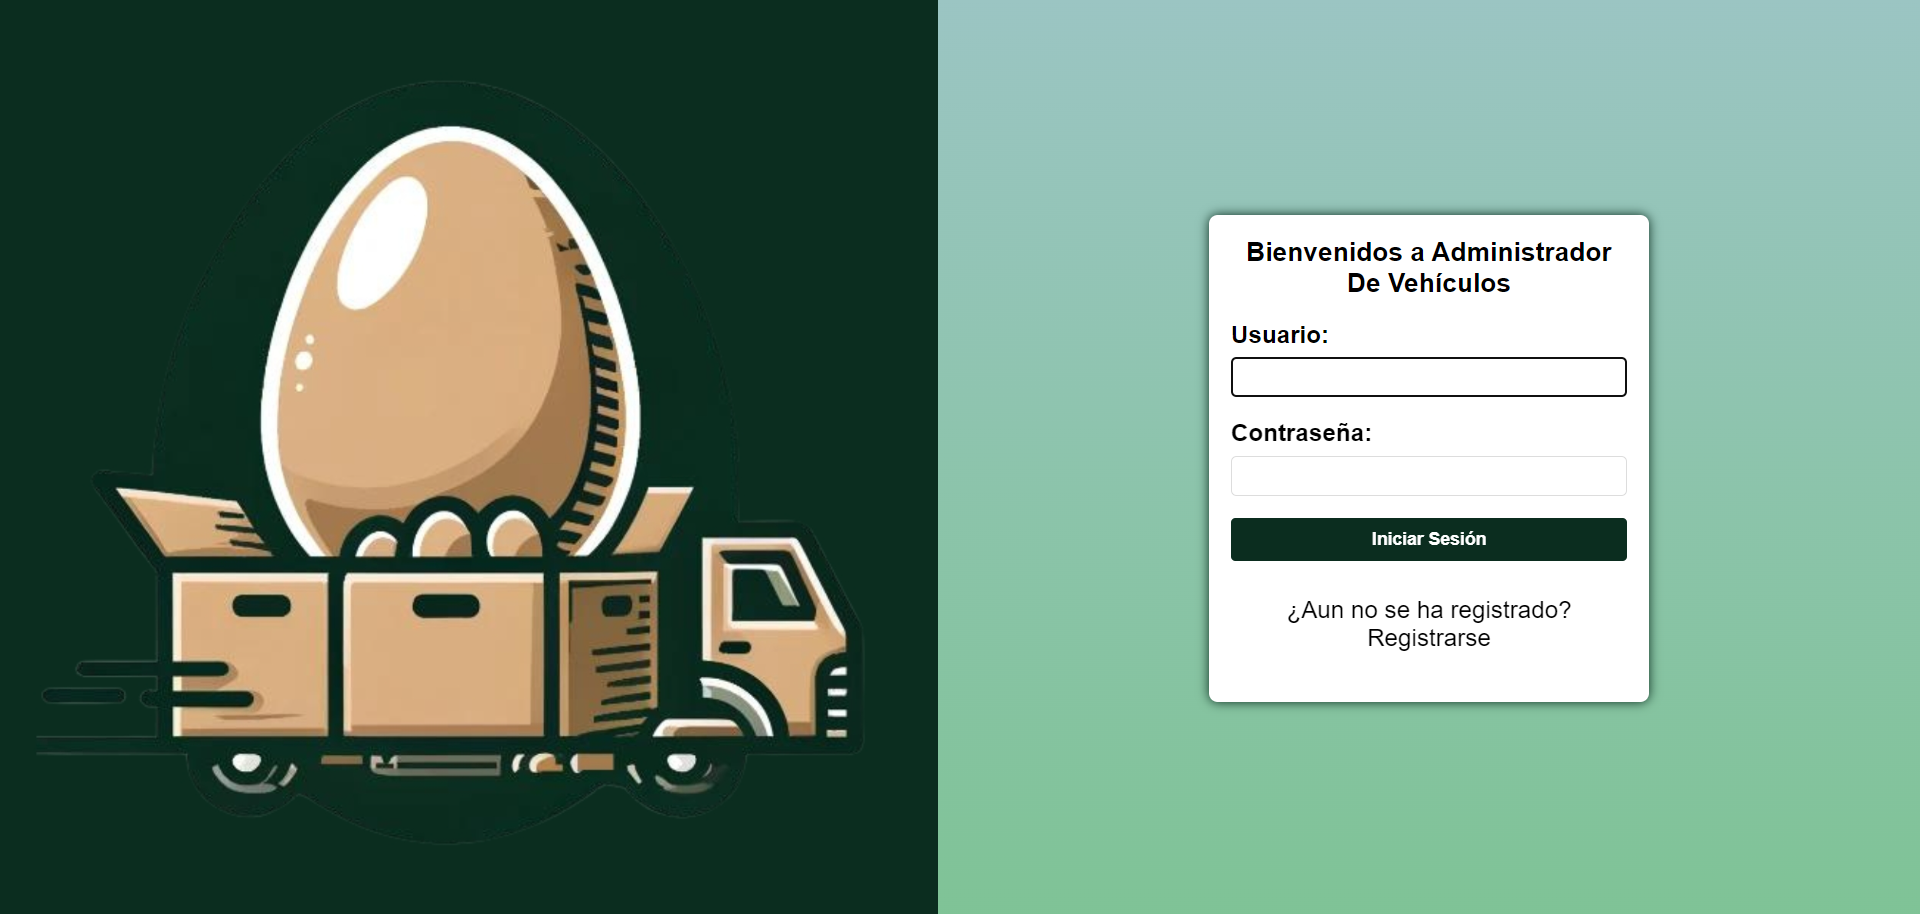 Bienvenidos a Administrador
De Vehículos
Usuario:
Contraseña:
Iniciar Sesión
¿Aun no se ha registrado?
Registrarse